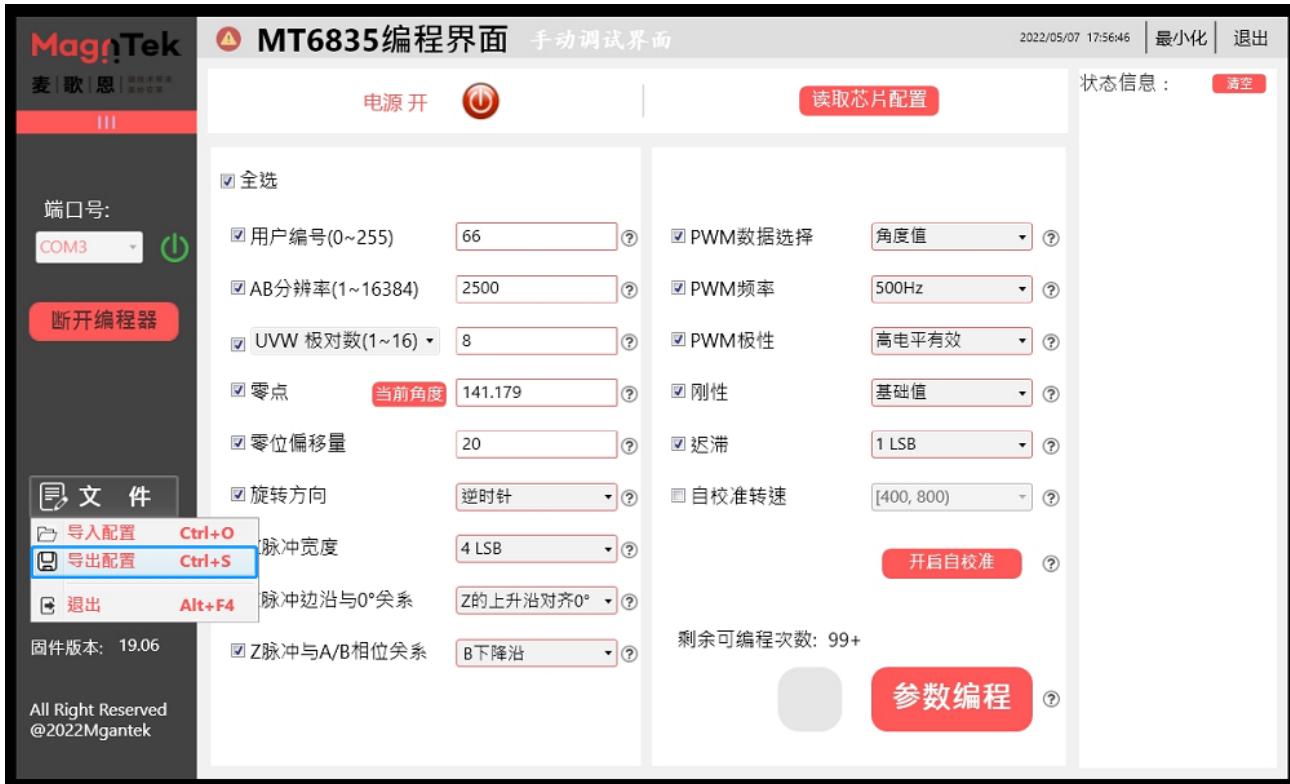 MagnTek
麦|歌|恩
MT6835编程界面 手动调试界面
2022/05/07 17:56:46 最小化 退出
电源 开
读取芯片配置
状态信息: 清空
端口号:
COM3
断开编程器
文 件
导入配置 Ctrl+O
导出配置 Ctrl+S
退出 Alt+F4
固件版本: 19.06
All Right Reserved
@2022Mgantek
全选
用户编号(0~255) 66 ?
AB分辨率(1~16384) 2500 ?
UVW 极对数(1~16) 8 ?
零点 当前角度 141.179 ?
零位偏移量 20 ?
旋转方向 逆时针 ?
脉冲宽度 4 LSB ?
脉冲边沿与0°关系 Z的上升沿对齐0° ?
Z脉冲与A/B相位关系 B下降沿 ?
PWM数据选择 角度值 ?
PWM频率 500Hz ?
PWM极性 高电平有效 ?
刚性 基础值 ?
迟滞 1 LSB ?
自校准转速 [400, 800) ?
开启自校准 ?
剩余可编程次数: 99+
参数编程 ?